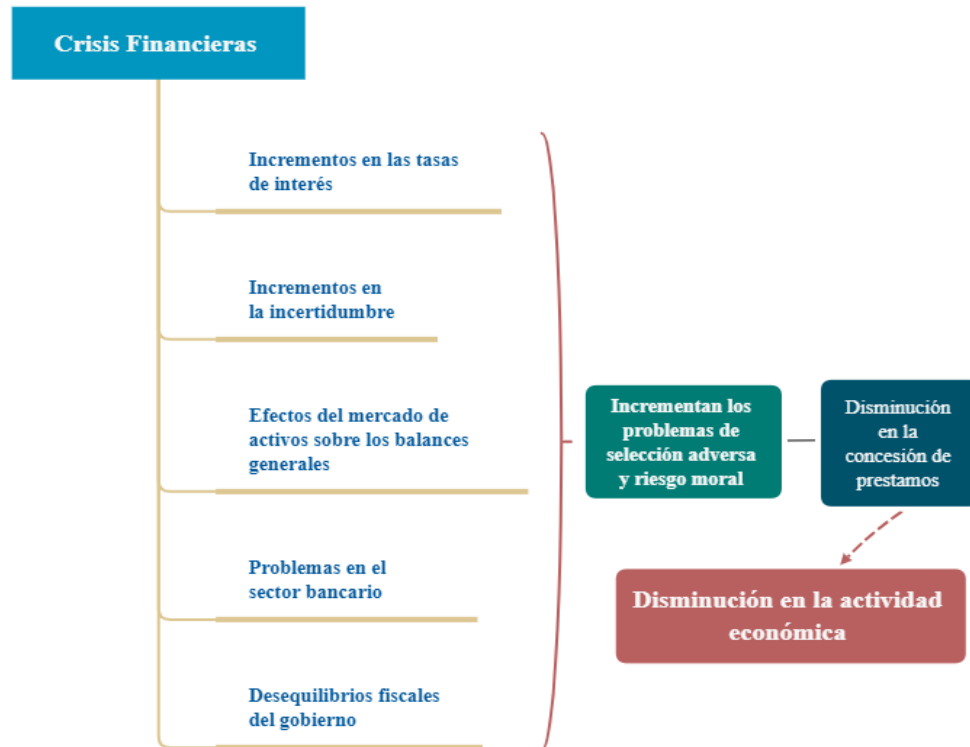 Crisis Financieras
Incrementos en las tasas
de interés
Incrementos en
la incertidumbre
Efectos del mercado de
activos sobre los balances
generales
Problemas en el
sector bancario
Desequilibrios fiscales
del gobierno
Incrementan los
problemas de
selección adversa
y riesgo moral
Disminución
en la
concesión de
prestamos
Disminución en la actividad
económica